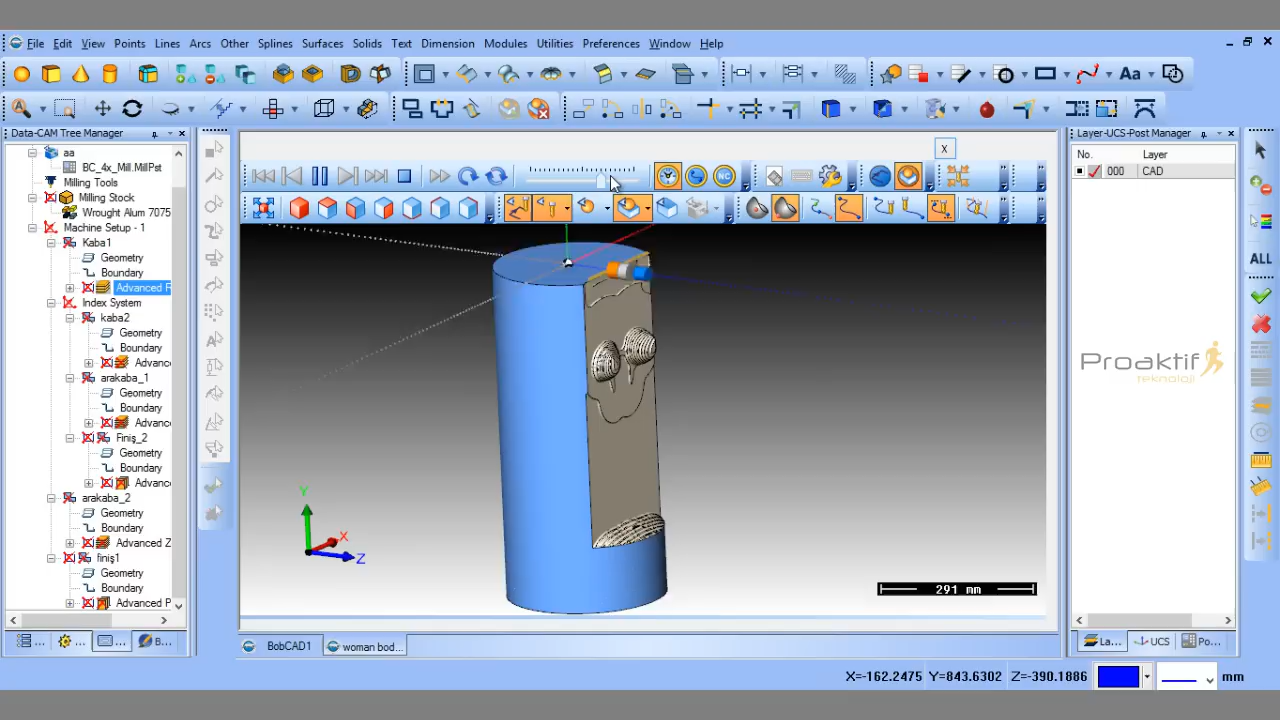 File Edit View Points Lines Arcs Other Splines Surfaces Solids Text Dimension Modules Utilities Preferences Window Help
Data-CAM Tree Manager
aa
BC_4x_Mill.MillPst
Milling Tools
Milling Stock
Wrought Alum 7075
Machine Setup - 1
Kaba1
Geometry
Boundary
Advanced R
Index System
kaba2
Geometry
Boundary
Advanc
arakaba_1
Geometry
Boundary
Advanc
Finiş_2
Geometry
Boundary
Advanc
arakaba_2
Geometry
Boundary
Advanced Z
finiş1
Geometry
Boundary
Advanced P
B...
X
NC
Aa
Y
X
Z
291 mm
BobCAD1
woman bod...
Layer-UCS-Post Manager
No. Layer
000 CAD
ALL
Proaktif
teknoloji
La...
UCS
Po...
X=-162.2475 Y=843.6302 Z=-390.1886
mm